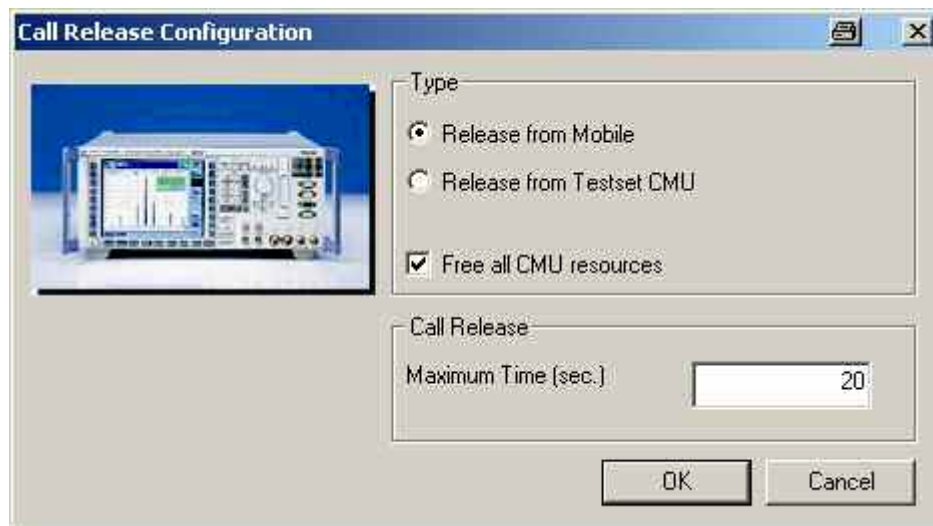 Call Release Configuration
Type
Release from Mobile
Release from Testset CMU
Free all CMU resources
Call Release
Maximum Time (sec.)
20
OK
Cancel